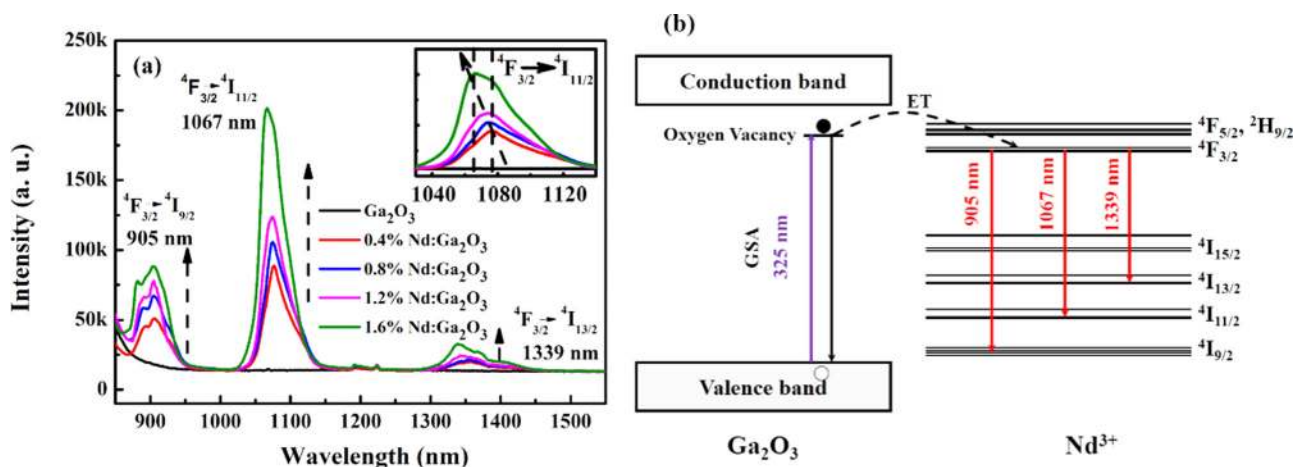 (a)
250k
200k
150k
100k
50k
0
Intensity (a. u.)
900 1000 1100 1200 1300 1400 1500
Wavelength (nm)
⁴F₃/₂→⁴I₁₁/₂
1067 nm
⁴F₃/₂→⁴I₉/₂
905 nm
⁴F₃/₂→⁴I₁₃/₂
1339 nm
Ga₂O₃
0.4% Nd:Ga₂O₃
0.8% Nd:Ga₂O₃
1.2% Nd:Ga₂O₃
1.6% Nd:Ga₂O₃
⁴F₃/₂→⁴I₁₁/₂
1040 1080 1120
(b)
Conduction band
Oxygen Vacancy
ET
GSA
325 nm
Valence band
Ga₂O₃
⁴F₅/₂, ²H₉/₂
⁴F₃/₂
905 nm
1067 nm
1339 nm
⁴I₁₅/₂
⁴I₁₃/₂
⁴I₁₁/₂
⁴I₉/₂
Nd³⁺